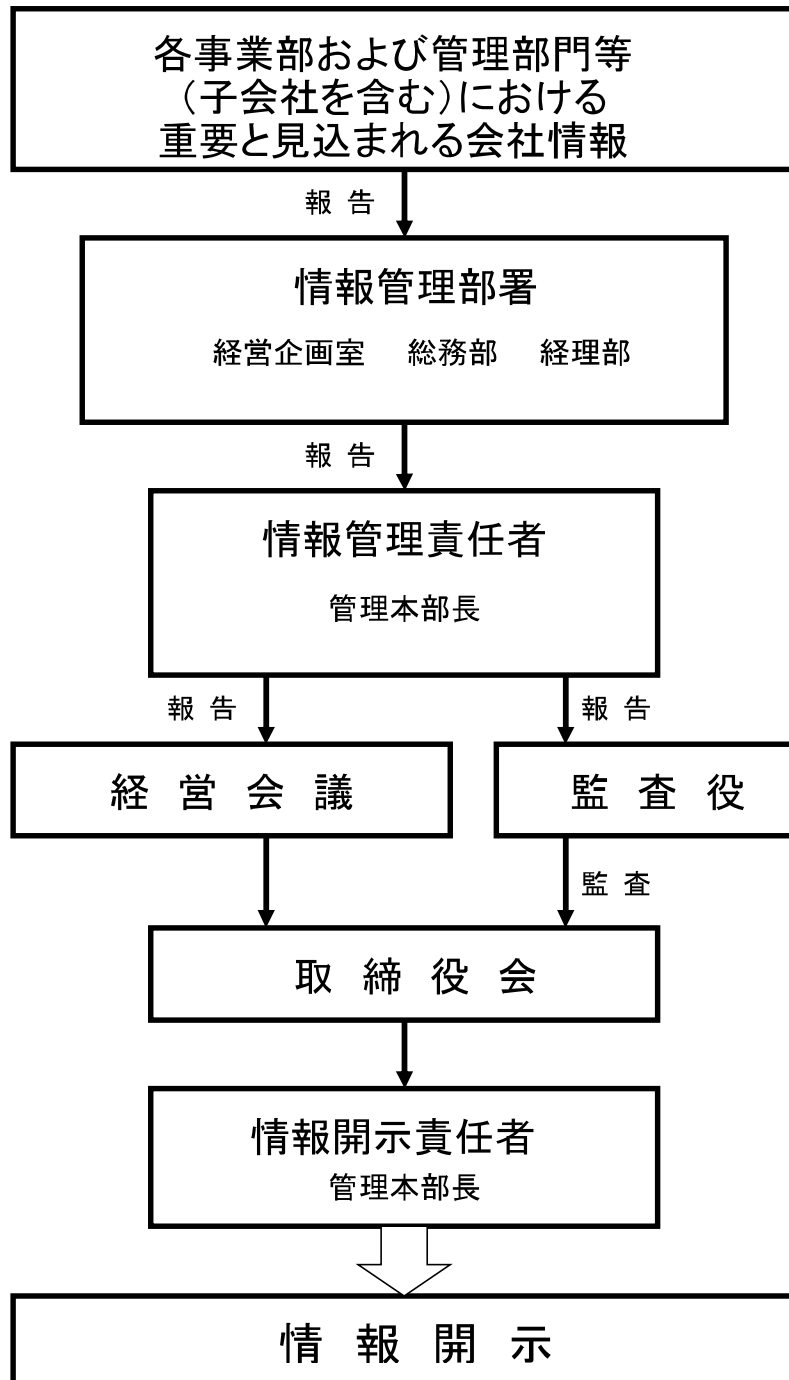 各事業部および管理部門等
（子会社を含む）における
重要と見込まれる会社情報
報 告
情報管理部署
経営企画室 総務部 経理部
報 告
情報管理責任者
管理本部長
報 告 報 告
経 営 会 議 監 査 役
監 査
取 締 役 会
情報開示責任者
管理本部長
情 報 開 示